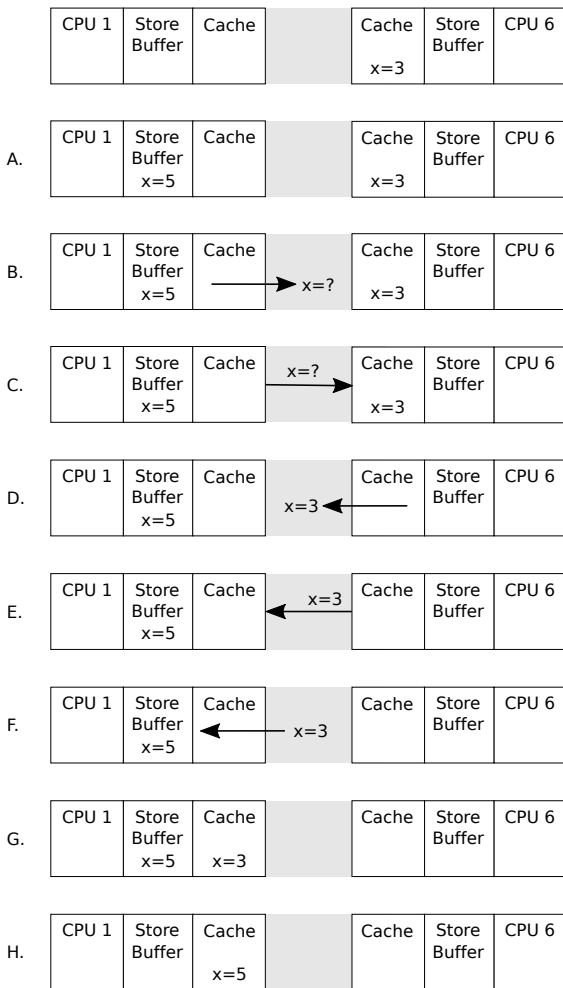 CPU 1 Store Buffer Cache Cache Store Buffer CPU 6
x=3
A. CPU 1 Store Buffer Cache Cache Store Buffer CPU 6
x=5 x=3
B. CPU 1 Store Buffer Cache Cache Store Buffer CPU 6
x=5 x=? x=3
C. CPU 1 Store Buffer Cache x=? Cache Store Buffer CPU 6
x=5 x=3
D. CPU 1 Store Buffer Cache Cache Store Buffer CPU 6
x=5 x=3
E. CPU 1 Store Buffer Cache x=3 Cache Store Buffer CPU 6
x=5
F. CPU 1 Store Buffer Cache Cache Store Buffer CPU 6
x=5 x=3
G. CPU 1 Store Buffer Cache Cache Store Buffer CPU 6
x=5 x=3
H. CPU 1 Store Buffer Cache Cache Store Buffer CPU 6
x=5